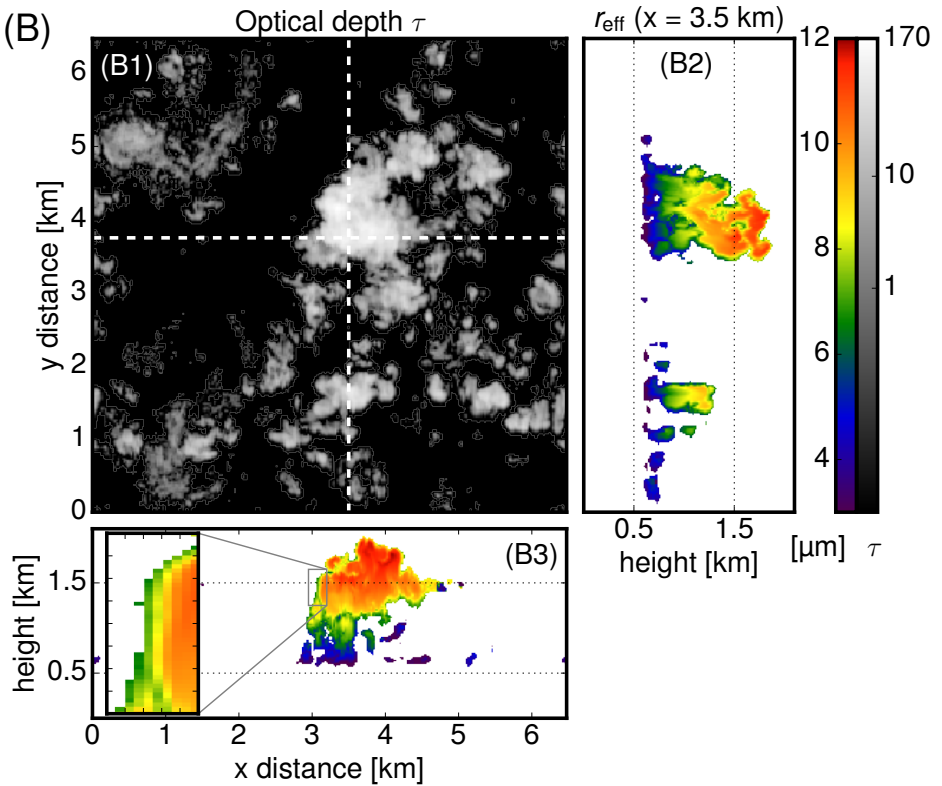 (B)
Optical depth τ
r_eff (x = 3.5 km)
(B1)
(B2)
6
5
4
3
2
1
0
y distance [km]
12
10
8
6
4
170
10
1
0.5 1.5
height [km]
[μm] τ
(B3)
1.5
0.5
height [km]
0 1 2 3 4 5 6
x distance [km]